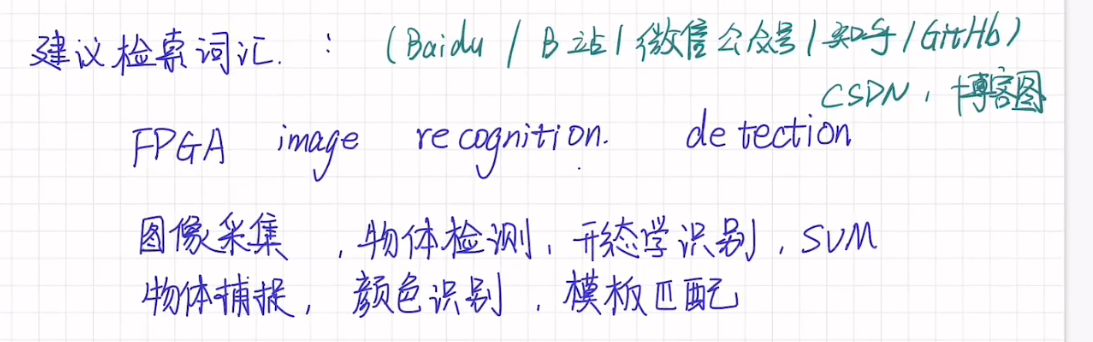 建议检索词汇. : (Baidu / B站 / 微信公众号 / 知乎 / GitHb)
CSDN, 博客园
FPGA image recognition. detection
图像采集 , 物体检测, 形态学识别, SVM
物体捕捉, 颜色识别, 模板匹配